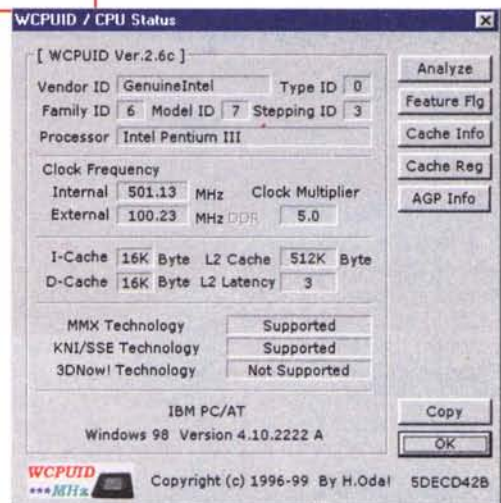 WCPUID / CPU Status
[ WCPUID Ver.2.6c ]
Vendor ID GenuineIntel Type ID 0
Family ID 6 Model ID 7 Stepping ID 3
Processor Intel Pentium III
Clock Frequency
Internal 501.13 MHz Clock Multiplier
External 100.23 MHz DDR 5.0
I-Cache 16K Byte L2 Cache 512K Byte
D-Cache 16K Byte L2 Latency 3
MMX Technology Supported
KNI/SSE Technology Supported
3DNow! Technology Not Supported
IBM PC/AT
Windows 98 Version 4.10.2222 A
Analyze
Feature Flg
Cache Info
Cache Reg
AGP Info
Copy
OK
WCPUID
***MHz
Copyright (c) 1996-99 By H.Oda! 5DECD42B